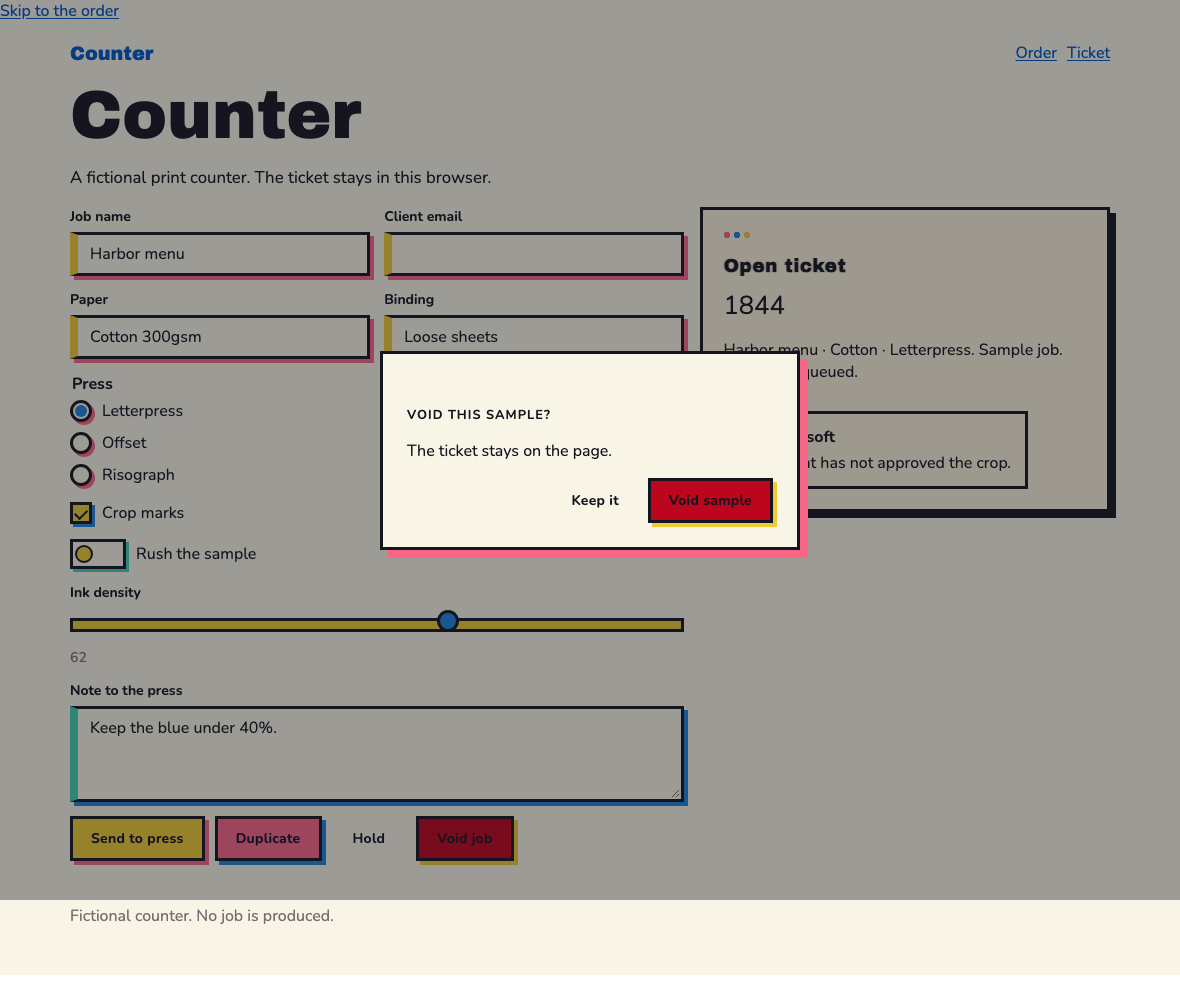 Skip to the order
Counter
Order Ticket
Counter
A fictional print counter. The ticket stays in this browser.
Job name
Harbor menu
Client email
Paper
Cotton 300gsm
Binding
Loose sheets
Press
Letterpress
Offset
Risograph
Crop marks
Rush the sample
Ink density
62
Note to the press
Keep the blue under 40%.
Send to press
Duplicate
Hold
Void job
Open ticket
1844
Harbor menu · Cotton · Letterpress. Sample job.
queued.
soft
has not approved the crop.
VOID THIS SAMPLE?
The ticket stays on the page.
Keep it
Void sample
Fictional counter. No job is produced.